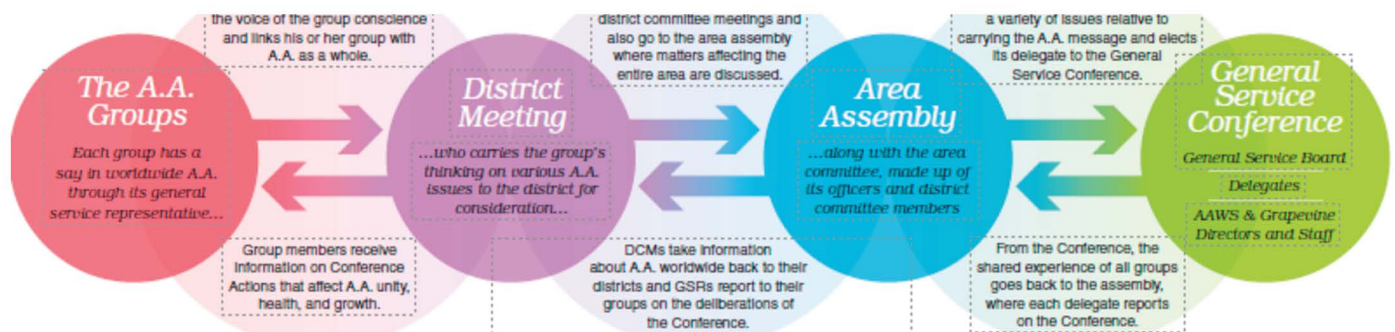 the voice of the group conscience
and links his or her group with
A.A. as a whole.
district committee meetings and
also go to the area assembly
where matters affecting the
entire area are discussed.
a variety of issues relative to
carrying the A.A. message and elects
its delegate to the General
Service Conference.
The A.A.
Groups
Each group has a
say in worldwide A.A.
through its general
service representative...
District
Meeting
...who carries the group's
thinking on various A.A.
issues to the district for
consideration...
Area
Assembly
...along with the area
committee, made up of
its officers and district
committee members
General
Service
Conference
General Service Board
Delegates
AAWS & Grapevine
Directors and Staff
Group members receive
information on Conference
Actions that affect A.A. unity,
health, and growth.
DCMs take information
about A.A. worldwide back to their
districts and GSRs report to their
groups on the deliberations of
the Conference.
From the Conference, the
shared experience of all groups
goes back to the assembly,
where each delegate reports
on the Conference.